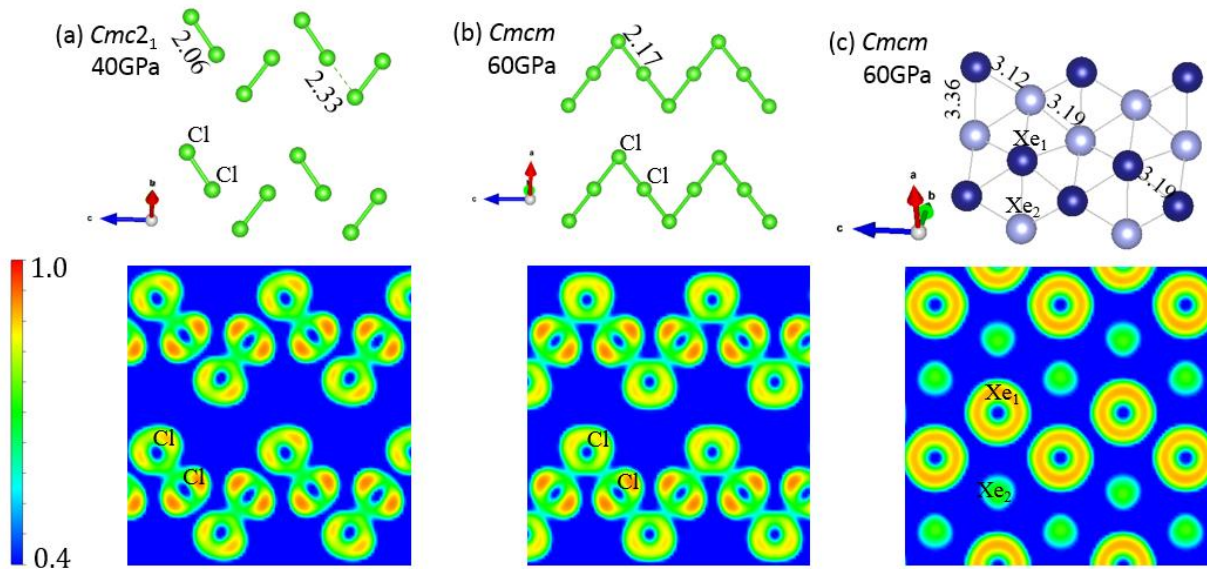 (a) Cmc2₁
40GPa
2.06
2.33
Cl
Cl
b
c
(b) Cmcm
60GPa
2.17
Cl
Cl
a
c
(c) Cmcm
60GPa
3.12
3.36
3.19
Xe₁
3.19
Xe₂
a
b
c
1.0
0.4
Cl
Cl
Cl
Cl
Xe₁
Xe₂